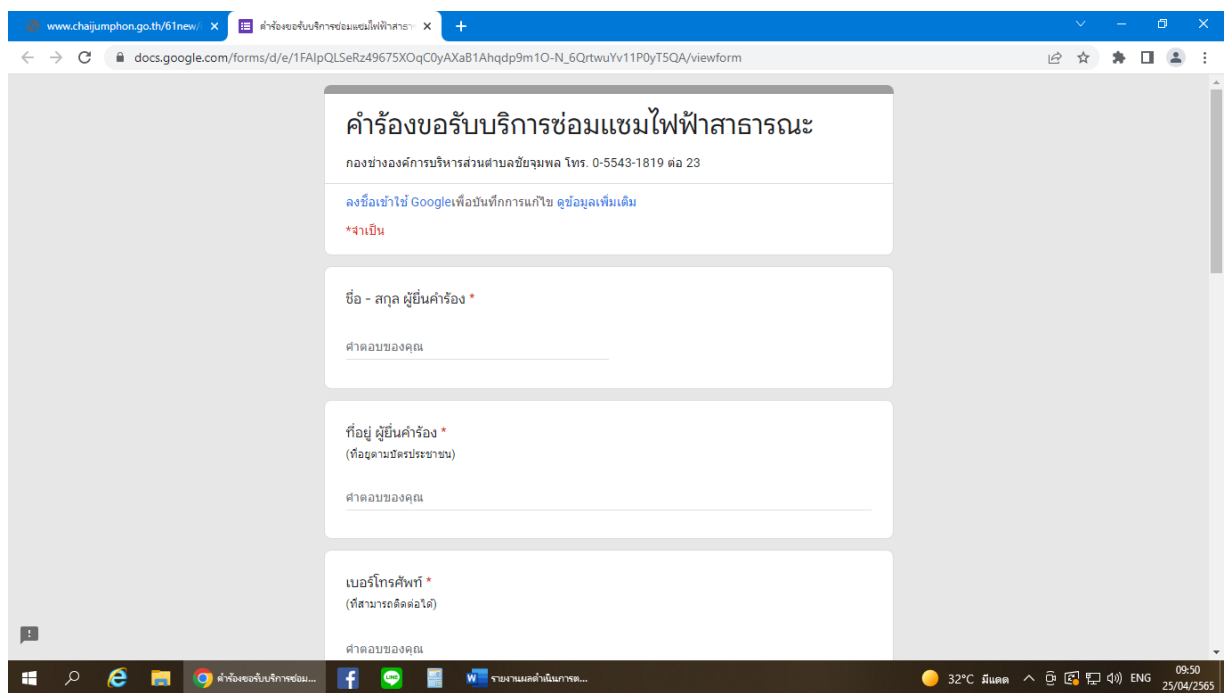 www.chaijumphon.go.th/61new/
คำร้องขอรับบริการซ่อมแซมไฟฟ้าสาธาร
docs.google.com/forms/d/e/1FAIpQLSeRz49675XOqC0yAXaB1Ahqdp9m1O-N_6QrtwuYv11P0yT5QA/viewform
คำร้องขอรับบริการซ่อมแซมไฟฟ้าสาธารณะ
กองช่างองค์การบริหารส่วนตำบลชัยจุมพล โทร. 0-5543-1819 ต่อ 23
ลงชื่อเข้าใช้ Googleเพื่อบันทึกการแก้ไข ดูข้อมูลเพิ่มเติม
*จำเป็น
ชื่อ - สกุล ผู้ยื่นคำร้อง *
คำตอบของคุณ
ที่อยู่ ผู้ยื่นคำร้อง *
(ที่อยู่ตามบัตรประชาชน)
คำตอบของคุณ
เบอร์โทรศัพท์ *
(ที่สามารถติดต่อได้)
คำตอบของคุณ
คำร้องขอรับบริการซ่อม...
รายงานผลดำเนินการต...
32°C มีแดด
ENG
09:50
25/04/2565